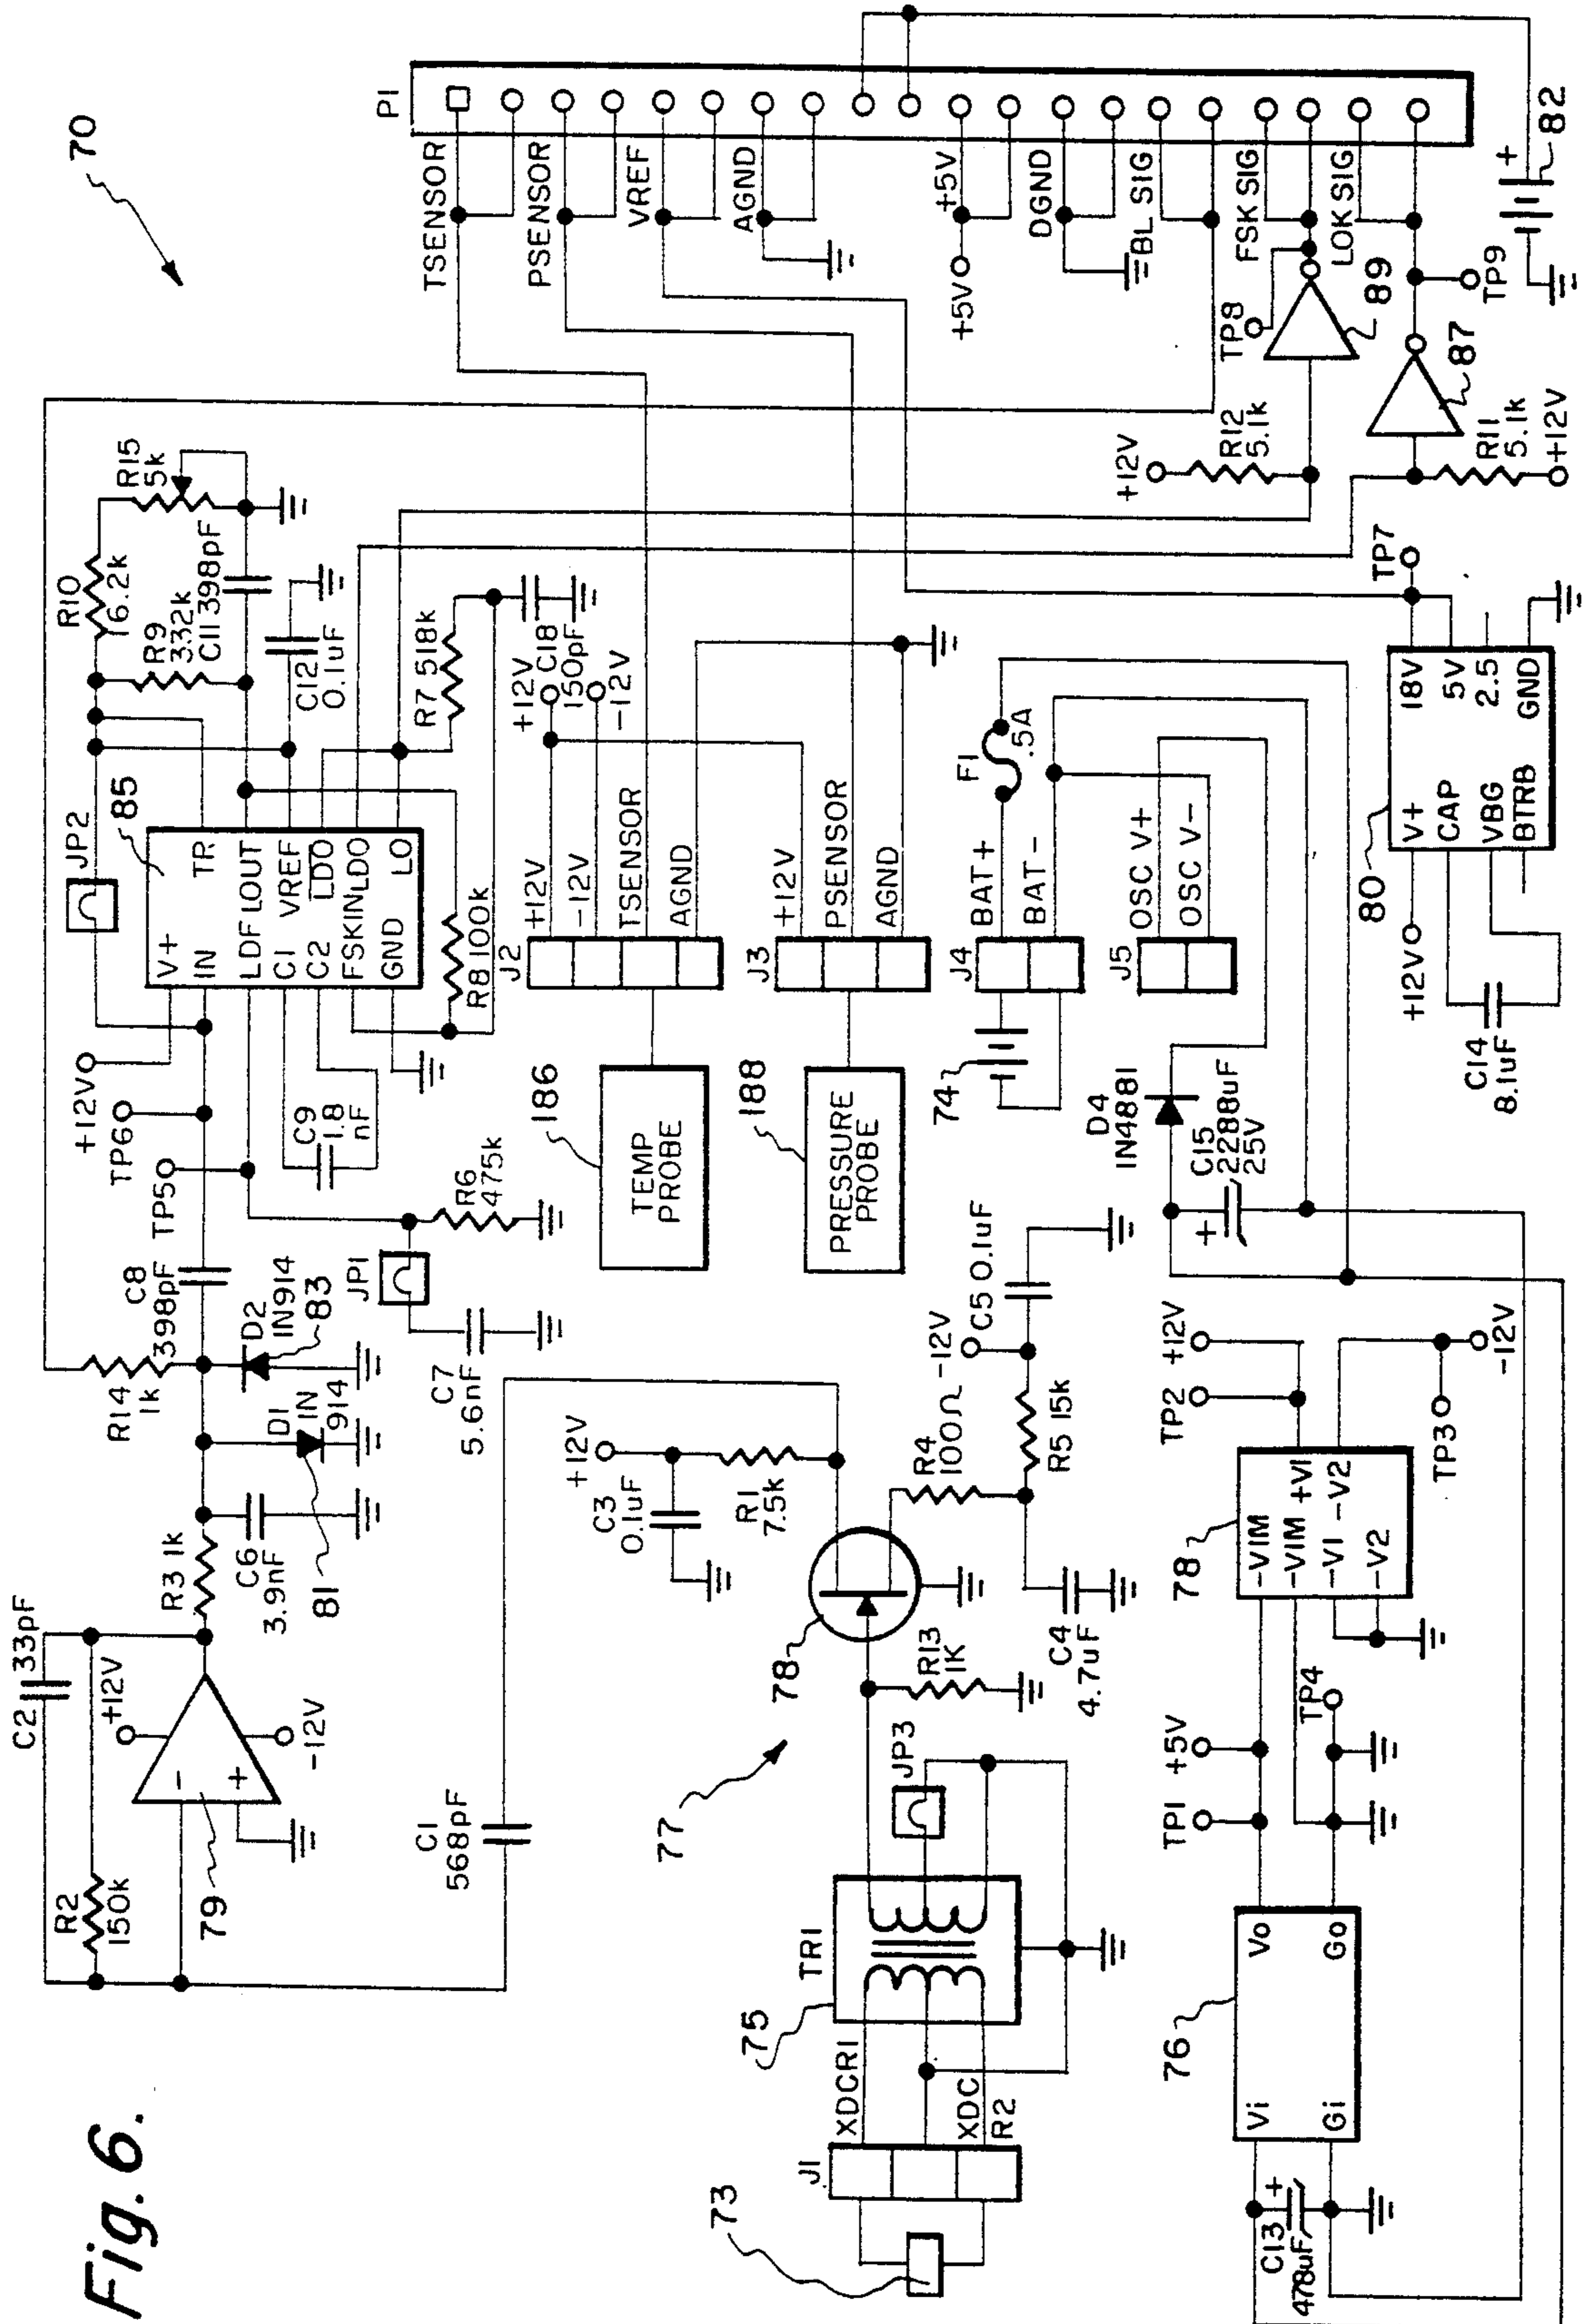 Fig. 6.
70
C2 33pF
R2
150k
+12V
-
+
-12V
79
R3 1k
C6
3.9nF
81
D1
IN
914
D2
IN914
83
R14
1k
C8
398pF
TP5
TP6
+12V
JP1
C7
5.6nF
R6
475k
C9
1.8
nF
JP2
85
V+
IN
LDF
C1
C2
FSKIN
GND
TR
LOUT
VREF
LDO
LDO
LO
R8 100k
R7 518k
C18
150pF
R9
332k
R10
16.2k
R15
5k
C11 398pF
C12
0.1uF
C1
568pF
77
78
+12V
C3
0.1uF
R1
7.5k
R4
100Ω
-12V
C5 0.1uF
R5 15k
C4
4.7uF
R13
1K
JP3
TR1
75
XDCR1
XDC
R2
J1
73
186
TEMP
PROBE
188
PRESSURE
PROBE
J2
+12V
-12V
TSENSOR
AGND
+12V
-12V
J3
+12V
PSENSOR
AGND
J4
BAT+
BAT-
F1
.5A
74
J5
OSC V+
OSC V-
D4
IN4881
C15
2288uF
25V
+
76
Vi
Gi
Vo
Go
C13
478uF
+
TP1
+5V
TP4
78
-VIM
-VIM
-V1
-V2
+V1
-V2
TP2
+12V
TP3
-12V
80
V+
CAP
VBG
BTRB
18V
5V
2.5
GND
+12V
C14
8.1uF
TP7
P1
TSENSOR
PSENSOR
VREF
AGND
+5V
+5V
DGND
BL SIG
FSK SIG
LOK SIG
TP8
89
TP9
87
+12V
R12
5.1k
R11
5.1k
+12V
+
82